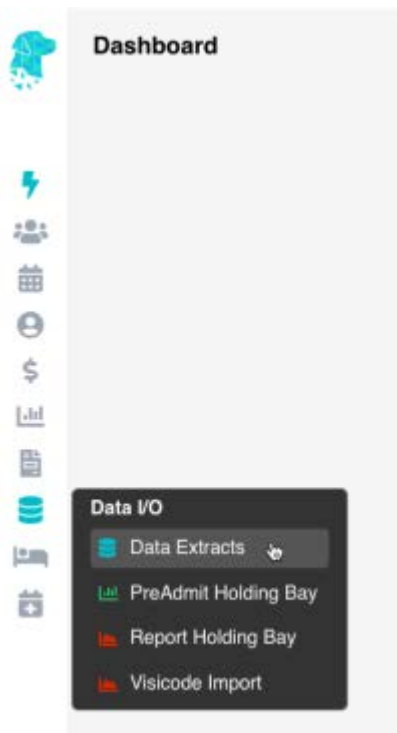 Dashboard
Data I/O
Data Extracts
PreAdmit Holding Bay
Report Holding Bay
Visicode Import